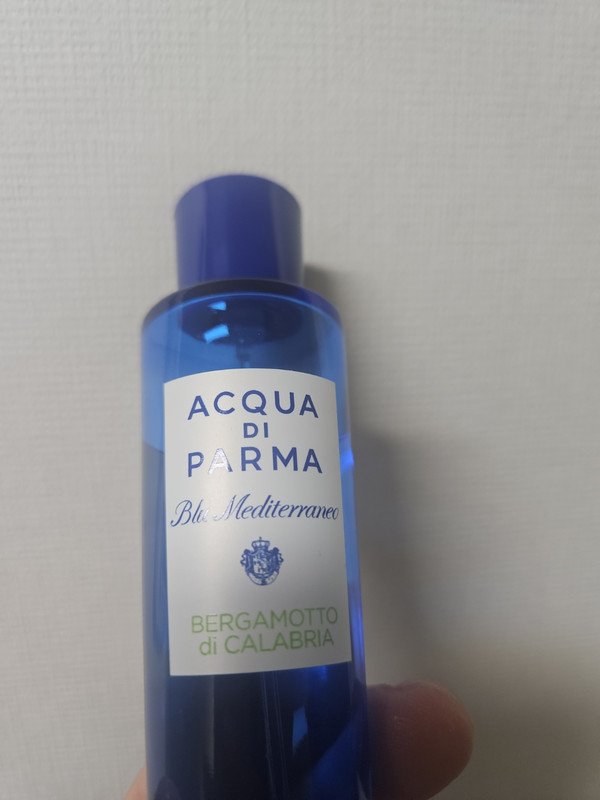 ACQUA
DI
PARMA
Blu Mediterraneo
BERGAMOTTO
di CALABRIA